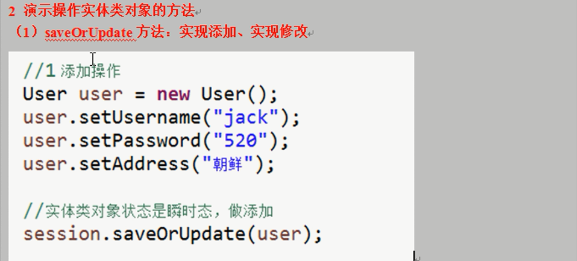 2 演示操作实体类对象的方法
（1）saveOrUpdate 方法：实现添加、实现修改
//1 添加操作
User user = new User();
user.setUsername("jack");
user.setPassword("520");
user.setAddress("朝鲜");
//实体类对象状态是瞬时态，做添加
session.saveOrUpdate(user);